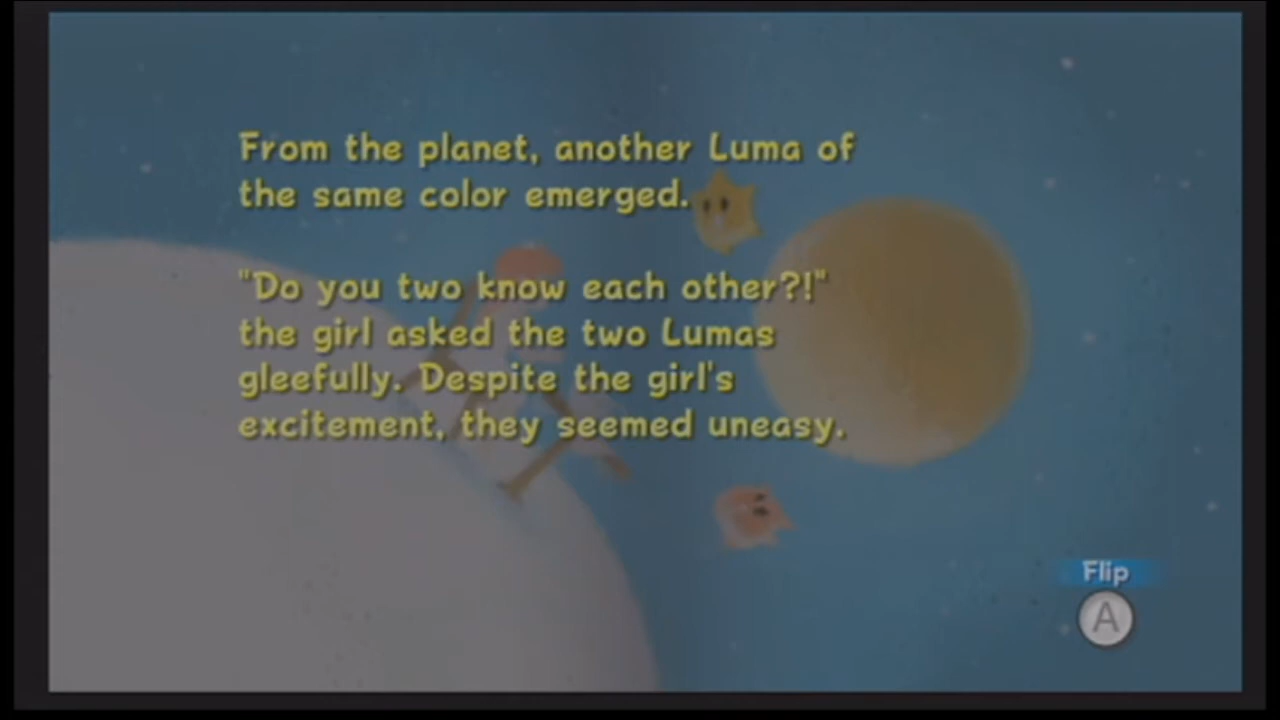 From the planet, another Luma of
the same color emerged.
"Do you two know each other?!"
the girl asked the two Lumas
gleefully. Despite the girl's
excitement, they seemed uneasy.
Flip
A